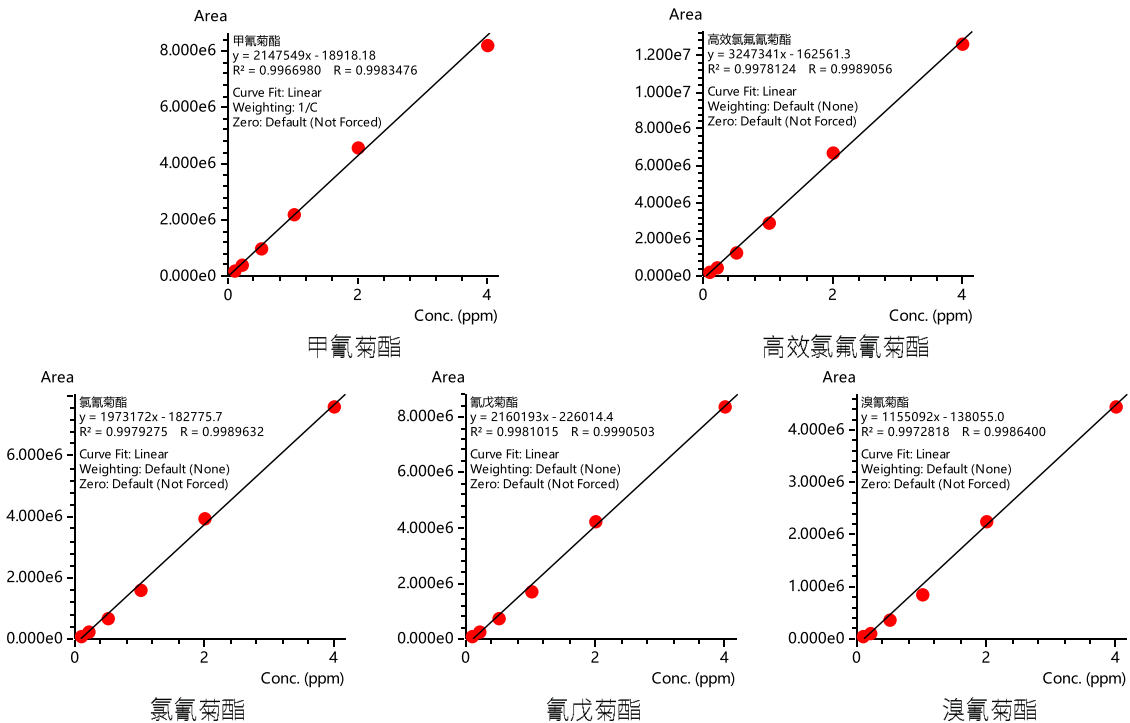 Area
甲氰菊酯
y = 2147549x - 18918.18
R² = 0.9966980 R = 0.9983476
Curve Fit: Linear
Weighting: 1/C
Zero: Default (Not Forced)
8.000e6
6.000e6
4.000e6
2.000e6
0.000e0
0 2 4
Conc. (ppm)
甲氰菊酯
Area
高效氯氟氰菊酯
y = 3247341x - 162561.3
R² = 0.9978124 R = 0.9989056
Curve Fit: Linear
Weighting: Default (None)
Zero: Default (Not Forced)
1.200e7
1.000e7
8.000e6
6.000e6
4.000e6
2.000e6
0.000e0
0 2 4
Conc. (ppm)
高效氯氟氰菊酯
Area
氯氰菊酯
y = 1973172x - 182775.7
R² = 0.9979275 R = 0.9989632
Curve Fit: Linear
Weighting: Default (None)
Zero: Default (Not Forced)
6.000e6
4.000e6
2.000e6
0.000e0
0 2 4
Conc. (ppm)
氯氰菊酯
Area
氰戊菊酯
y = 2160193x - 226014.4
R² = 0.9981015 R = 0.9990503
Curve Fit: Linear
Weighting: Default (None)
Zero: Default (Not Forced)
8.000e6
6.000e6
4.000e6
2.000e6
0.000e0
0 2 4
Conc. (ppm)
氰戊菊酯
Area
溴氰菊酯
y = 1155092x - 138055.0
R² = 0.9972818 R = 0.9986400
Curve Fit: Linear
Weighting: Default (None)
Zero: Default (Not Forced)
4.000e6
3.000e6
2.000e6
1.000e6
0.000e0
0 2 4
Conc. (ppm)
溴氰菊酯